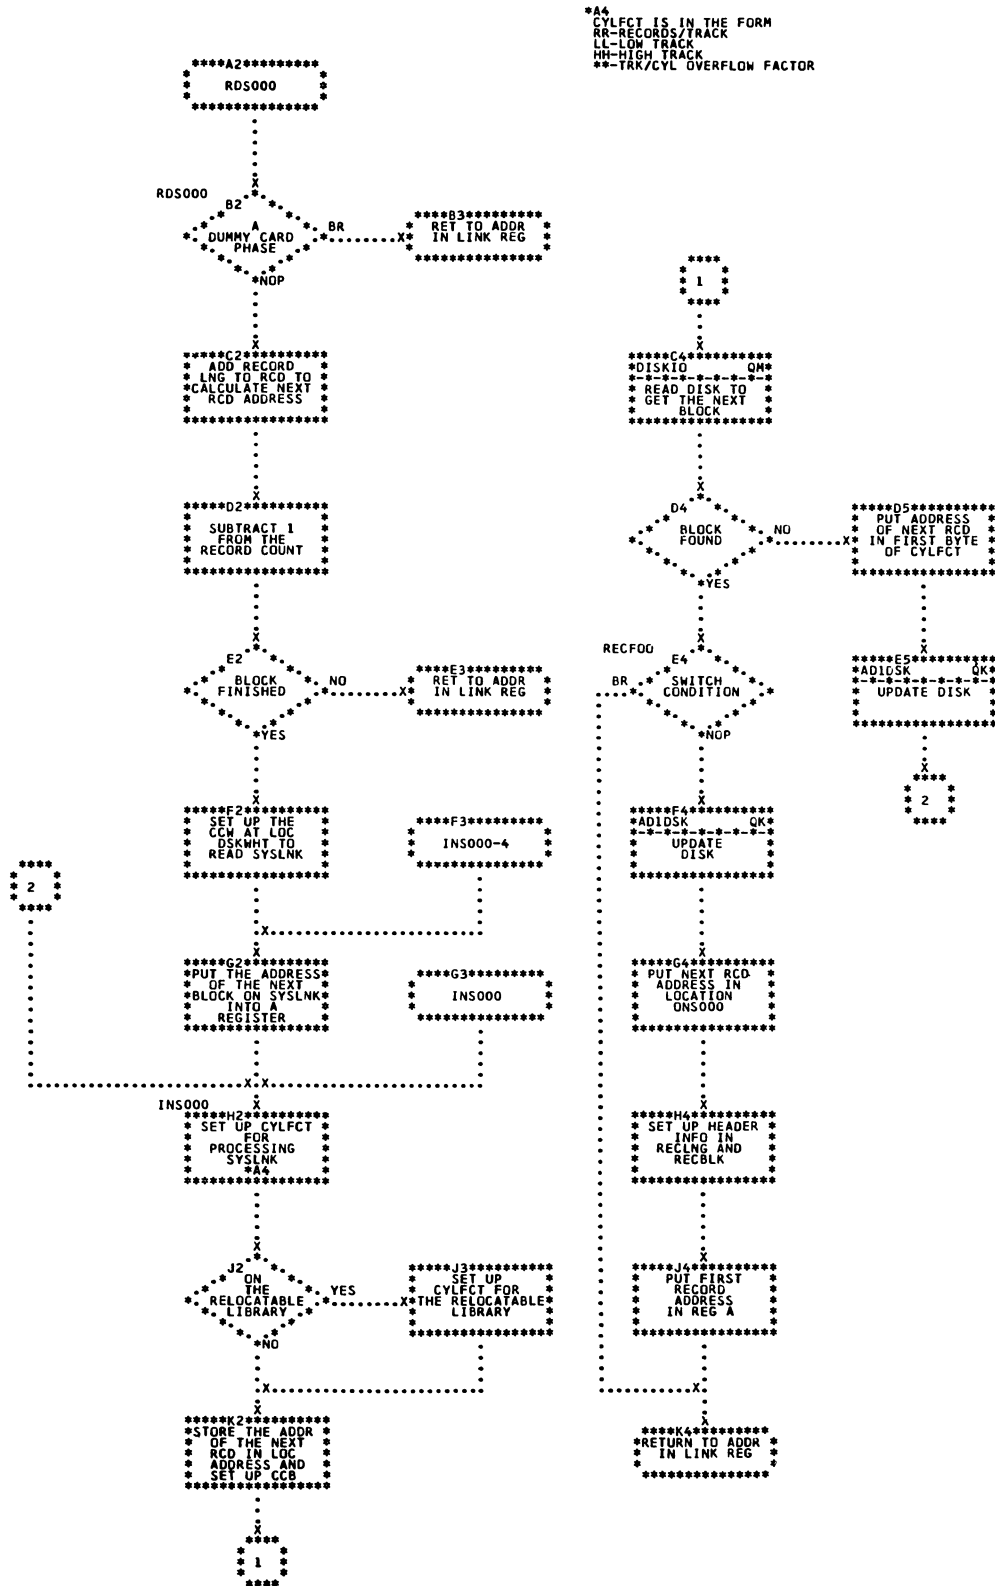 *A4
CYLFCT IS IN THE FORM
RR-RECORDS/TRACK
LL-LOW TRACK
HH-HIGH TRACK
**-TRK/CYL OVERFLOW FACTOR
A2
RDS000
RDS000
B2
A
DUMMY CARD
PHASE
BR
NOP
B3
RET TO ADDR
IN LINK REG
C2
ADD RECORD
LNG TO RCD TO
CALCULATE NEXT
RCD ADDRESS
D2
SUBTRACT 1
FROM THE
RECORD COUNT
E2
BLOCK
FINISHED
NO
YES
E3
RET TO ADDR
IN LINK REG
F2
SET UP THE
CCW AT LOC
DSKWHT TO
READ SYSLNK
F3
INS000-4
2
G2
PUT THE ADDRESS
OF THE NEXT
BLOCK ON SYSLNK
INTO A
REGISTER
G3
INS000
INS000
H2
SET UP CYLFCT
FOR
PROCESSING
SYSLNK
*A4
J2
ON
THE
RELOCATABLE
LIBRARY
YES
NO
J3
SET UP
CYLFCT FOR
THE RELOCATABLE
LIBRARY
K2
STORE THE ADDR
OF THE NEXT
RCD IN LOC
ADDRESS AND
SET UP CCB
1
1
C4
DISKIO QM
READ DISK TO
GET THE NEXT
BLOCK
D4
BLOCK
FOUND
NO
YES
D5
PUT ADDRESS
OF NEXT RCD
IN FIRST BYTE
OF CYLFCT
E5
AD1DSK QK
UPDATE DISK
2
RECF00
E4
SWITCH
CONDITION
BR
NOP
F4
AD1DSK QK
UPDATE
DISK
G4
PUT NEXT RCD
ADDRESS IN
LOCATION
ONS000
H4
SET UP HEADER
INFO IN
RECLNG AND
RECBLK
J4
PUT FIRST
RECORD
ADDRESS
IN REG A
K4
RETURN TO ADDR
IN LINK REG